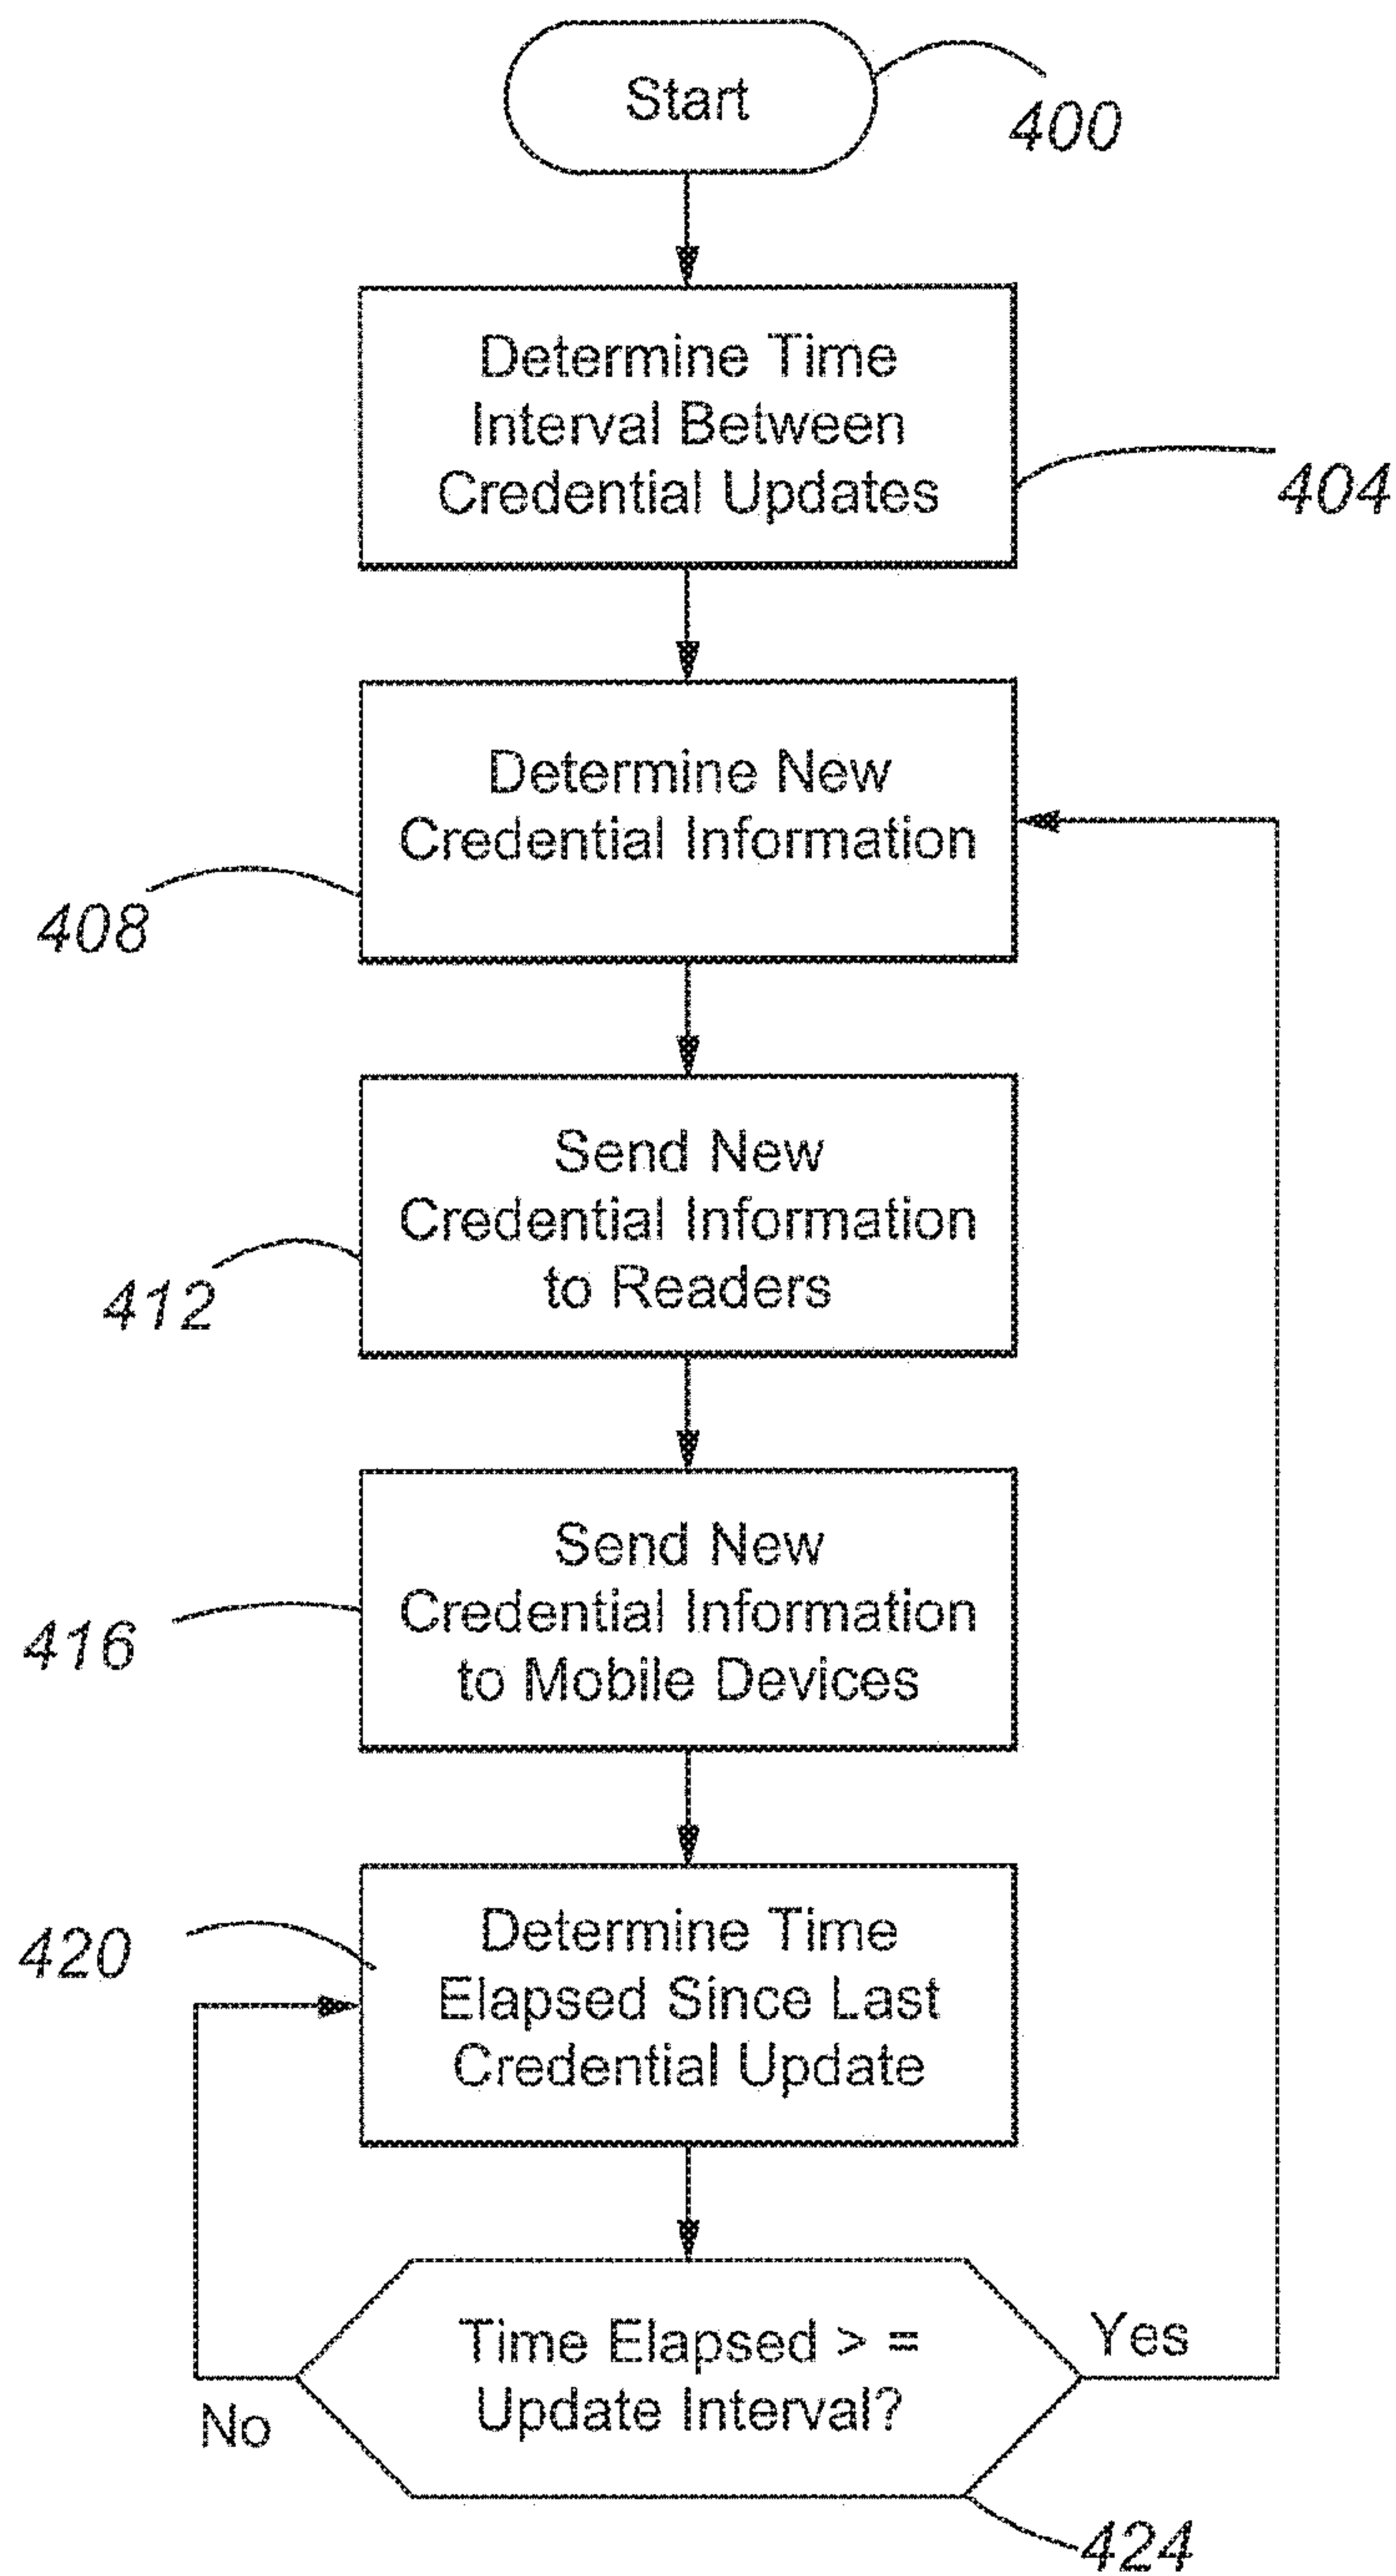 Start
400
Determine Time
Interval Between
Credential Updates
404
Determine New
Credential Information
408
Send New
Credential Information
to Readers
412
Send New
Credential Information
to Mobile Devices
416
Determine Time
Elapsed Since Last
Credential Update
420
Time Elapsed > =
Update Interval?
Yes
No
424